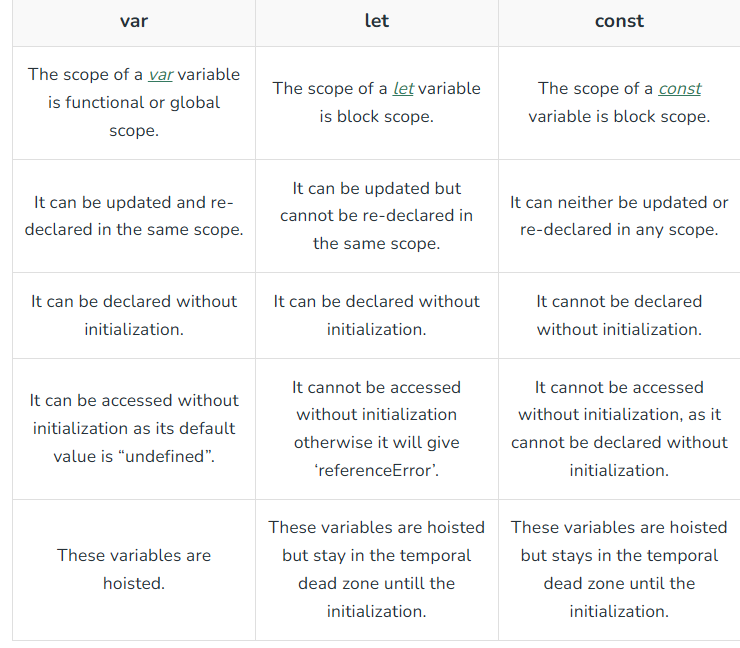 var
let
const
The scope of a var variable
is functional or global
scope.
The scope of a let variable
is block scope.
The scope of a const
variable is block scope.
It can be updated and re-
declared in the same scope.
It can be updated but
cannot be re-declared in
the same scope.
It can neither be updated or
re-declared in any scope.
It can be declared without
initialization.
It can be declared without
initialization.
It cannot be declared
without initialization.
It can be accessed without
initialization as its default
value is “undefined”.
It cannot be accessed
without initialization
otherwise it will give
‘referenceError’.
It cannot be accessed
without initialization, as it
cannot be declared without
initialization.
These variables are
hoisted.
These variables are hoisted
but stay in the temporal
dead zone untill the
initialization.
These variables are hoisted
but stays in the temporal
dead zone until the
initialization.